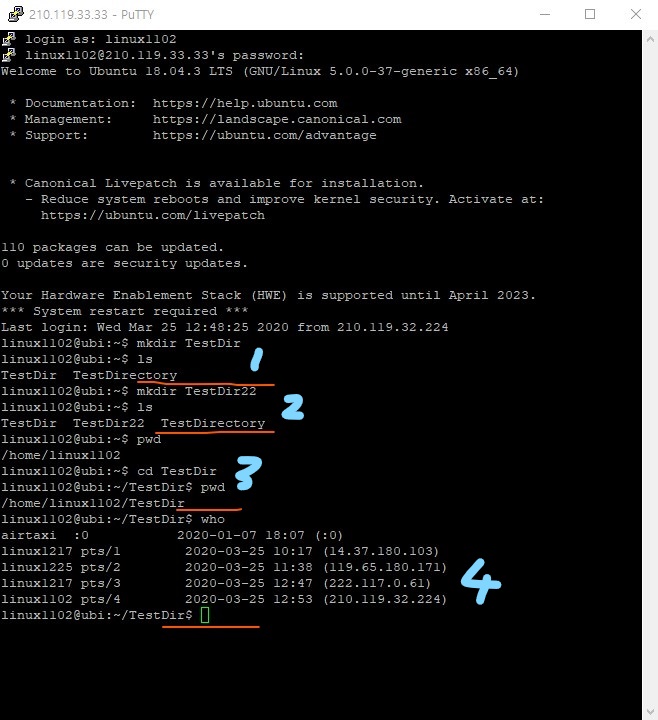 210.119.33.33 - PuTTY
login as: linux1102
linux1102@210.119.33.33's password:
Welcome to Ubuntu 18.04.3 LTS (GNU/Linux 5.0.0-37-generic x86_64)
* Documentation:  https://help.ubuntu.com
* Management:     https://landscape.canonical.com
* Support:        https://ubuntu.com/advantage
* Canonical Livepatch is available for installation.
- Reduce system reboots and improve kernel security. Activate at:
https://ubuntu.com/livepatch
110 packages can be updated.
0 updates are security updates.
Your Hardware Enablement Stack (HWE) is supported until April 2023.
*** System restart required ***
Last login: Wed Mar 25 12:48:25 2020 from 210.119.32.224
linux1102@ubi:~$ mkdir TestDir
linux1102@ubi:~$ ls
1
TestDir  TestDirectory
linux1102@ubi:~$ mkdir TestDir22
linux1102@ubi:~$ ls
2
TestDir  TestDir22  TestDirectory
linux1102@ubi:~$ pwd
/home/linux1102
linux1102@ubi:~$ cd TestDir
3
linux1102@ubi:~/TestDir$ pwd
/home/linux1102/TestDir
linux1102@ubi:~/TestDir$ who
airtaxi  :0           2020-01-07 18:07 (:0)
linux1217 pts/1        2020-03-25 10:17 (14.37.180.103)
linux1225 pts/2        2020-03-25 11:38 (119.65.180.171)
linux1217 pts/3        2020-03-25 12:47 (222.117.0.61)
4
linux1102 pts/4        2020-03-25 12:53 (210.119.32.224)
linux1102@ubi:~/TestDir$